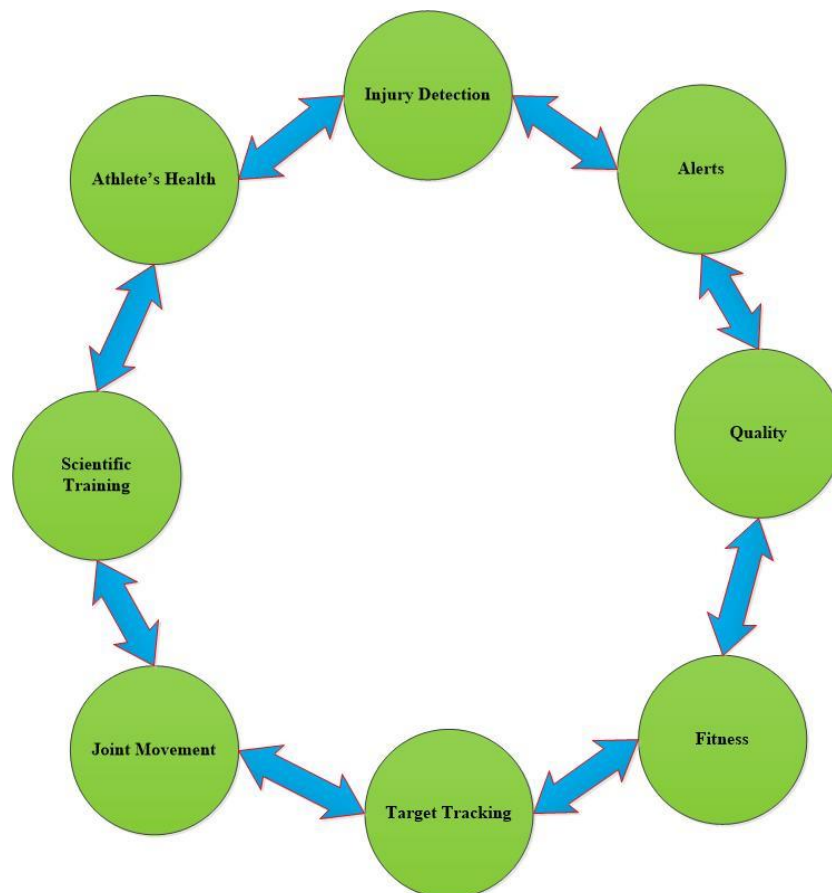 Injury Detection
Athlete’s Health
Alerts
Quality
Scientific
Training
Joint Movement
Fitness
Target Tracking